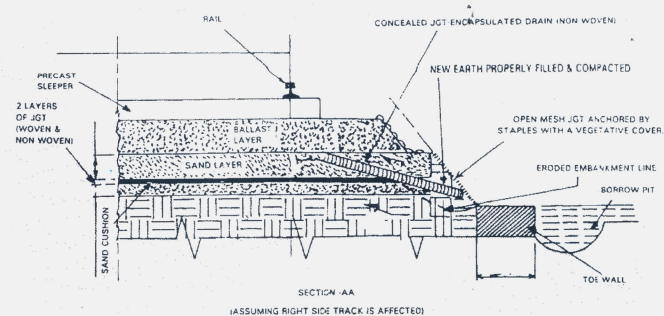 RAIL
CONCEALED JGT ENCAPSULATED DRAIN (NON WOVEN)
NEW EARTH PROPERLY FILLED & COMPACTED
PRECAST
SLEEPER
2 LAYERS
OF JGT
(WOVEN &
NON WOVEN)
BALLAST
LAYER
SAND LAYER
OPEN MESH JGT ANCHORED BY
STAPLES WITH A VEGETATIVE COVER
ERODED EMBANKMENT LINE
BORROW PIT
SAND CUSHION
TOE WALL
SECTION -AA
(ASSUMING RIGHT SIDE TRACK IS AFFECTED)